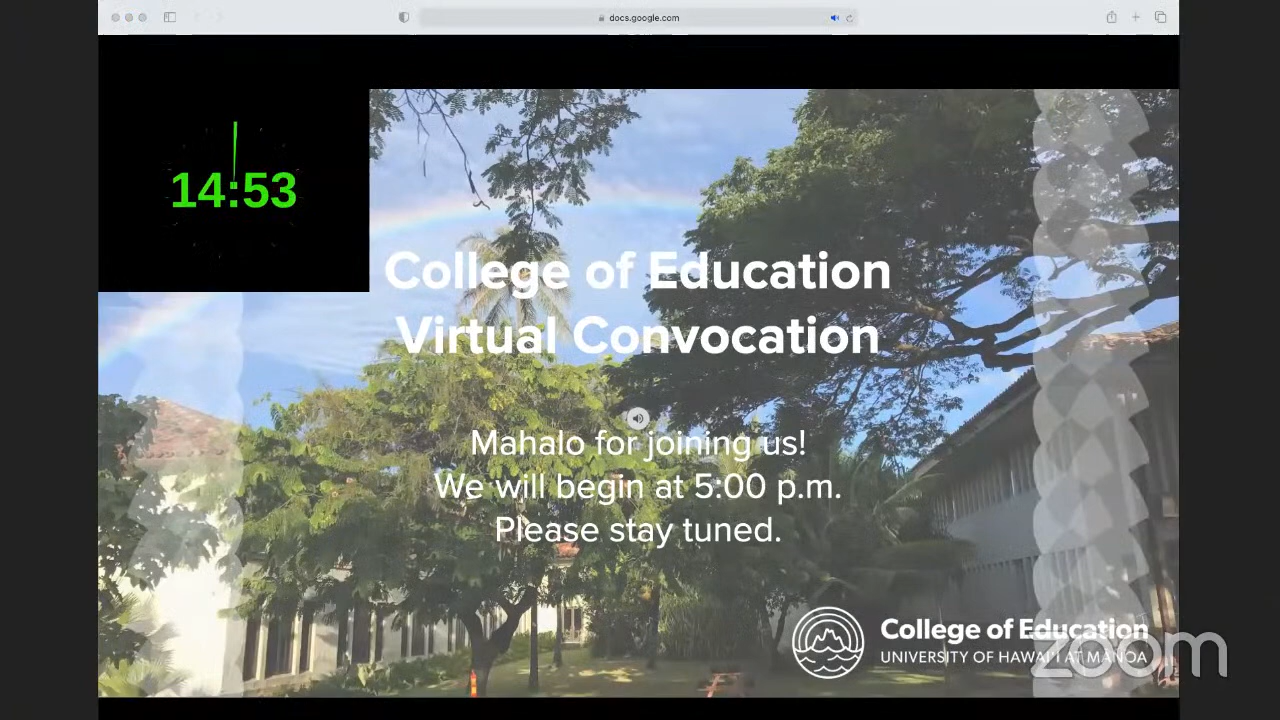 docs.google.com
14:53
College of Education
Virtual Convocation
Mahalo for joining us!
We will begin at 5:00 p.m.
Please stay tuned.
College of Education
UNIVERSITY OF HAWAIʻI AT MĀNOA
zoom